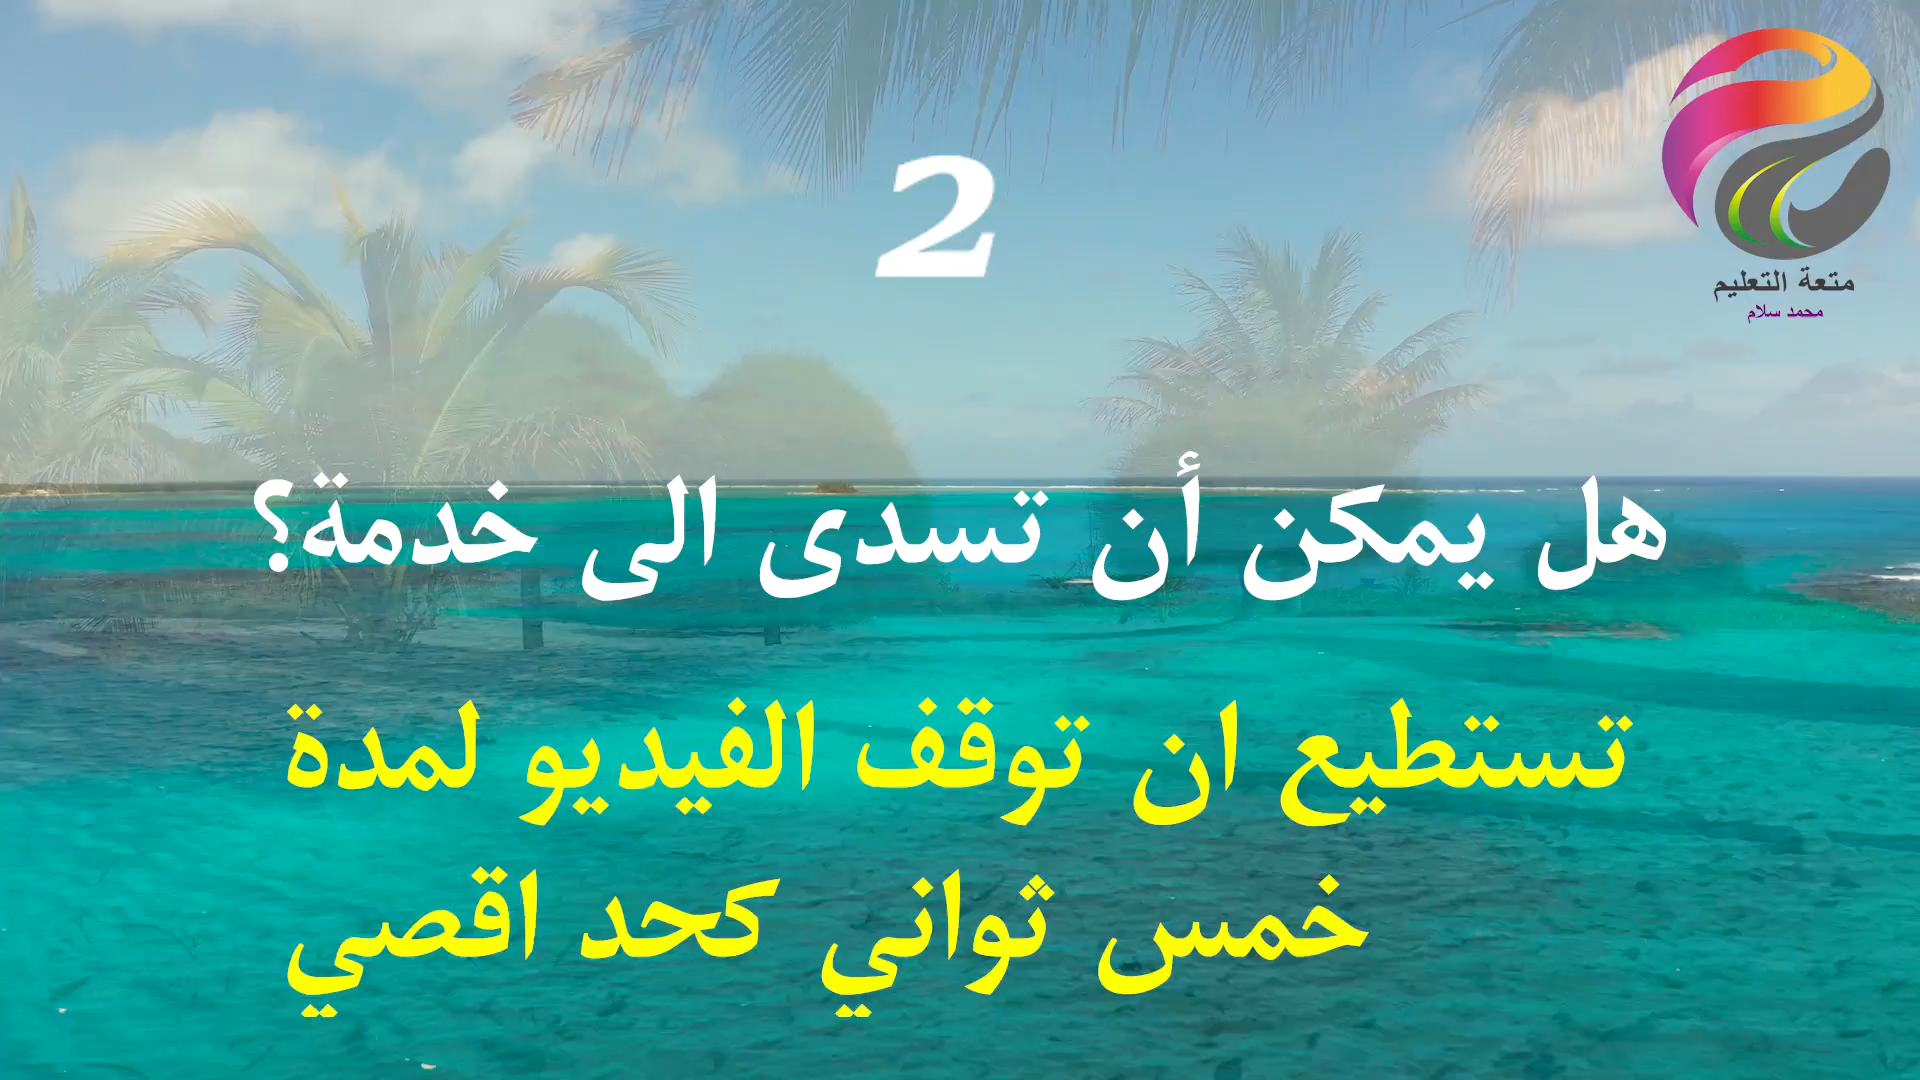 متعة التعليم
محمد سلام
2
هل يمكن أن تسدى الى خدمة؟
تستطيع ان توقف الفيديو لمدة
خمس ثواني كحد اقصي